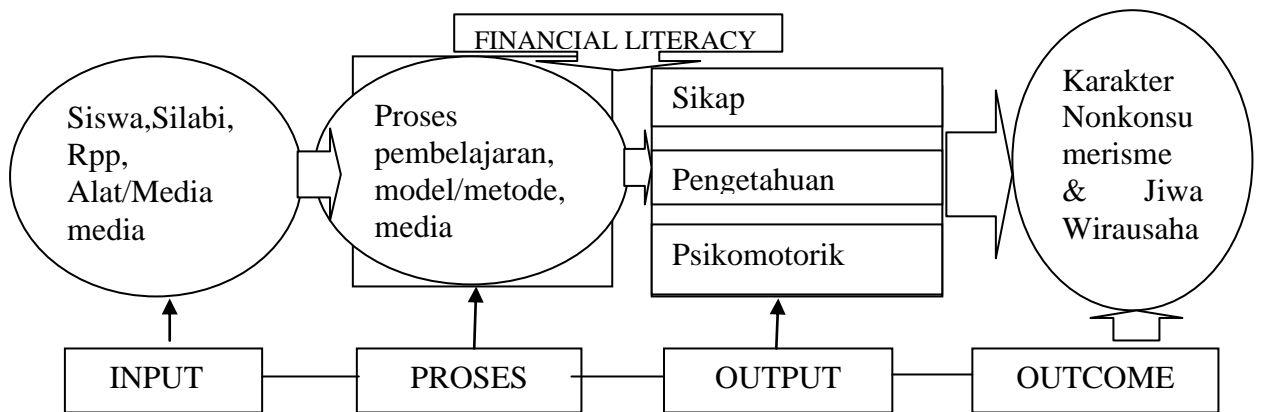 FINANCIAL LITERACY
Siswa,Silabi,
Rpp,
Alat/Media
media
Proses
pembelajaran,
model/metode,
media
Sikap
Pengetahuan
Psikomotorik
Karakter
Nonkonsu
merisme
& Jiwa
Wirausaha
INPUT
PROSES
OUTPUT
OUTCOME